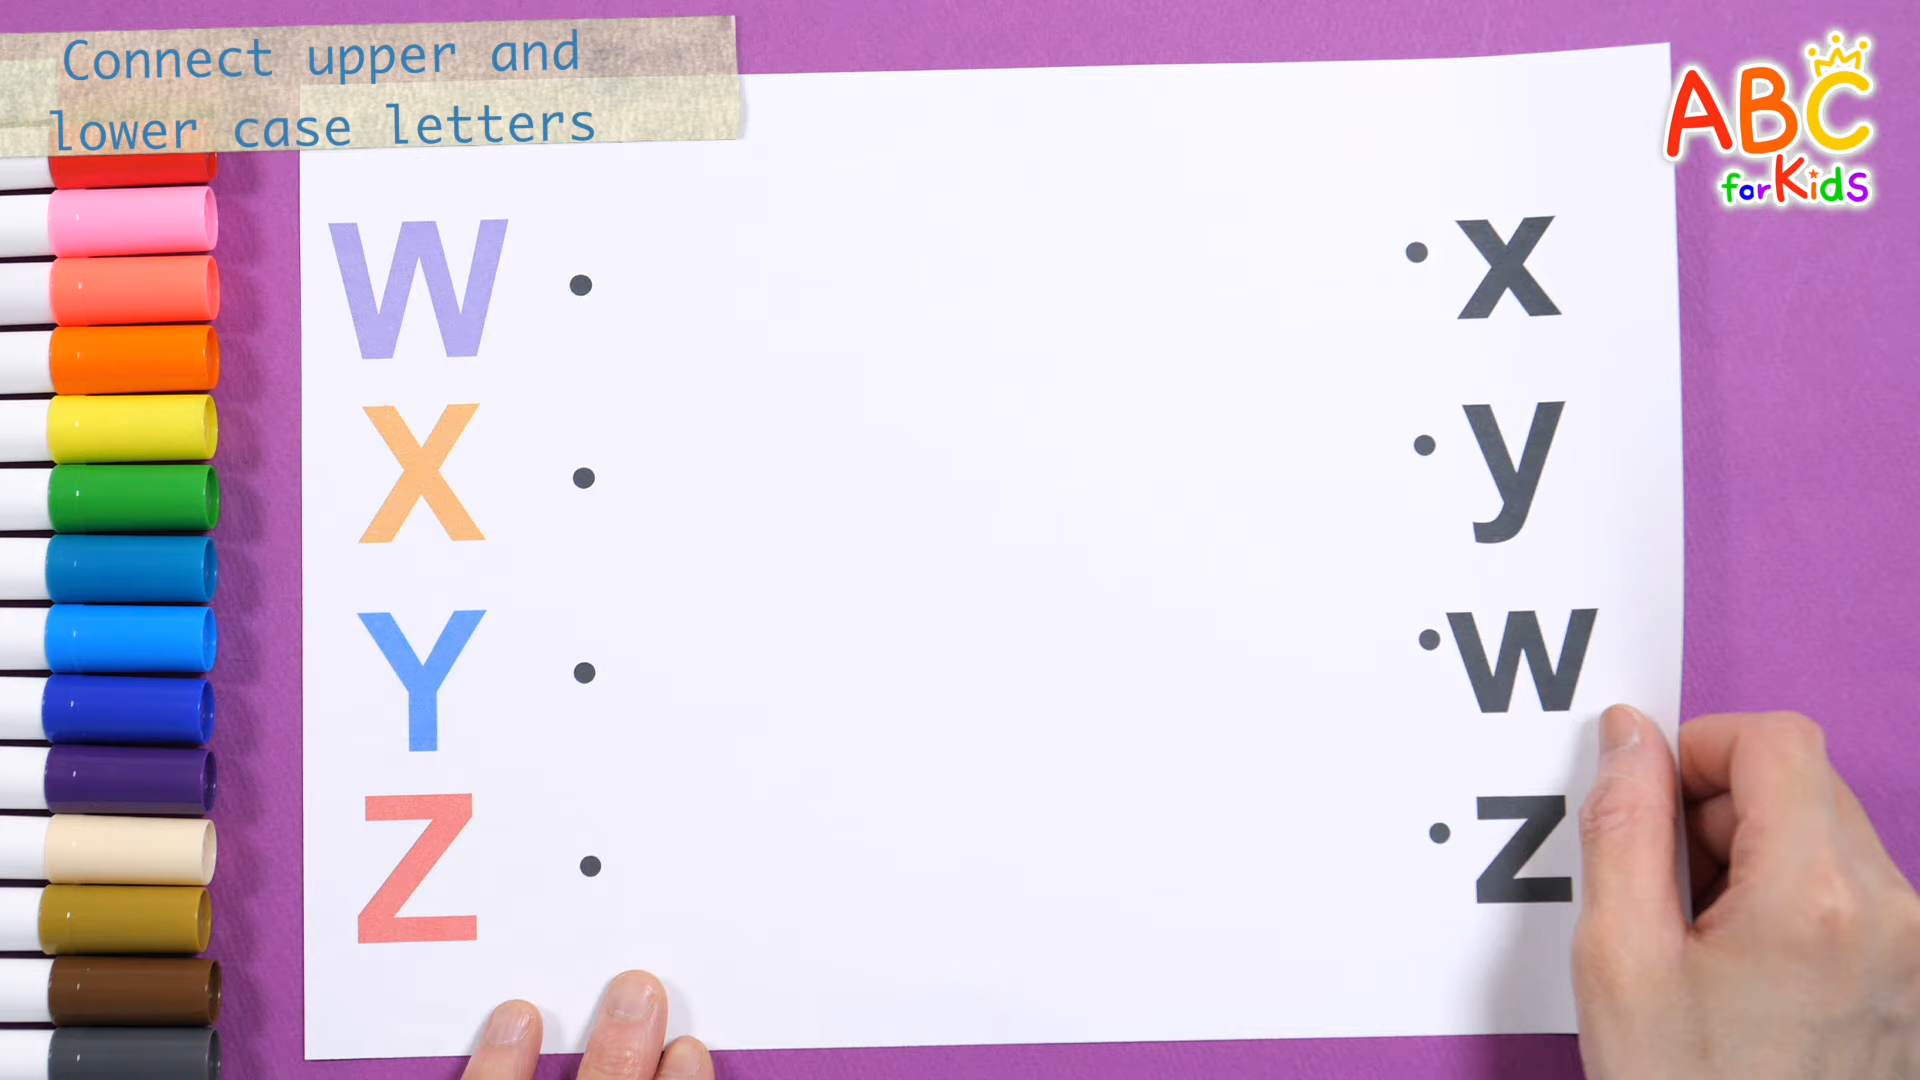 Connect upper and
lower case letters
ABC
for Kids
W x
X y
Y w
Z z